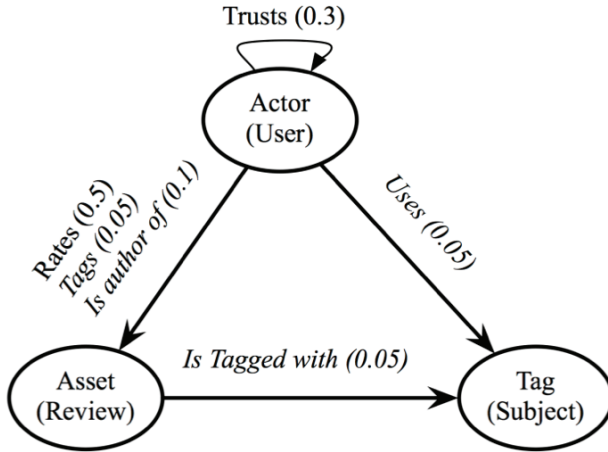 Trusts (0.3)
Actor
(User)
Rates (0.5)
Tags (0.05)
Is author of (0.1)
Uses (0.05)
Is Tagged with (0.05)
Asset
(Review)
Tag
(Subject)